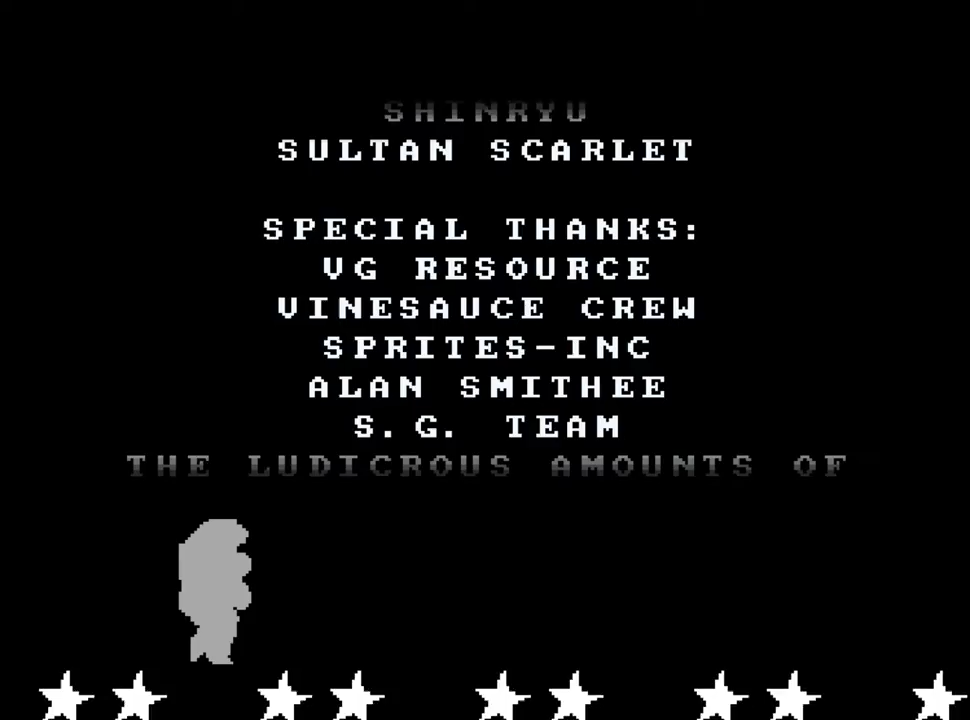 SHINRYU
SULTAN SCARLET
SPECIAL THANKS:
VG RESOURCE
VINESAUCE CREW
SPRITES-INC
ALAN SMITHEE
S.G. TEAM
THE LUDICROUS AMOUNTS OF